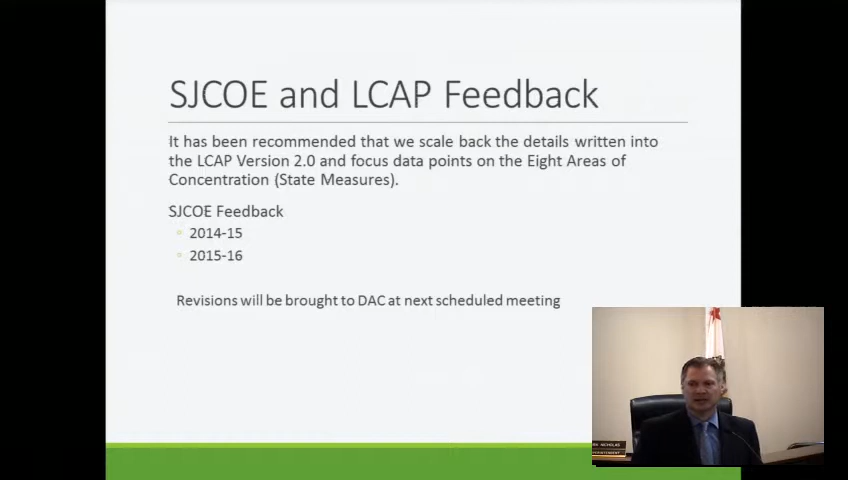 SJCOE and LCAP Feedback
It has been recommended that we scale back the details written into
the LCAP Version 2.0 and focus data points on the Eight Areas of
Concentration (State Measures).
SJCOE Feedback
2014-15
2015-16
Revisions will be brought to DAC at next scheduled meeting
NICHOLAS